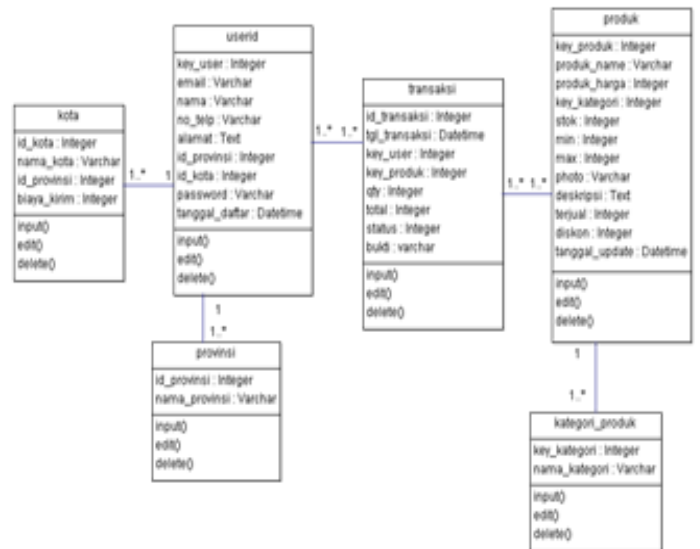 kota
id_kota : Integer
nama_kota : Varchar
id_provinsi : Integer
biaya_kirim : Integer
input()
edit()
delete()
1..*
1
userid
key_user : Integer
email : Varchar
nama : Varchar
no_telp : Varchar
alamat : Text
id_provinsi : Integer
id_kota : Integer
password : Varchar
tanggal_daftar : Datetime
input()
edit()
delete()
1
1..*
provinsi
id_provinsi : Integer
nama_provinsi : Varchar
input()
edit()
delete()
1..* 1..*
transaksi
id_transaksi : Integer
tgl_transaksi : Datetime
key_user : Integer
key_produk : Integer
qty : Integer
total : Integer
status : Integer
bukti : varchar
input()
edit()
delete()
1..* 1..*
produk
key_produk : Integer
produk_name : Varchar
produk_harga : Integer
key_kategori : Integer
stok : Integer
min : Integer
max : Integer
photo : Varchar
deskripsi : Text
terjual : Integer
diskon : Integer
tanggal_update : Datetime
input()
edit()
delete()
1
1..*
kategori_produk
key_kategori : Integer
nama_kategori : Varchar
input()
edit()
delete()